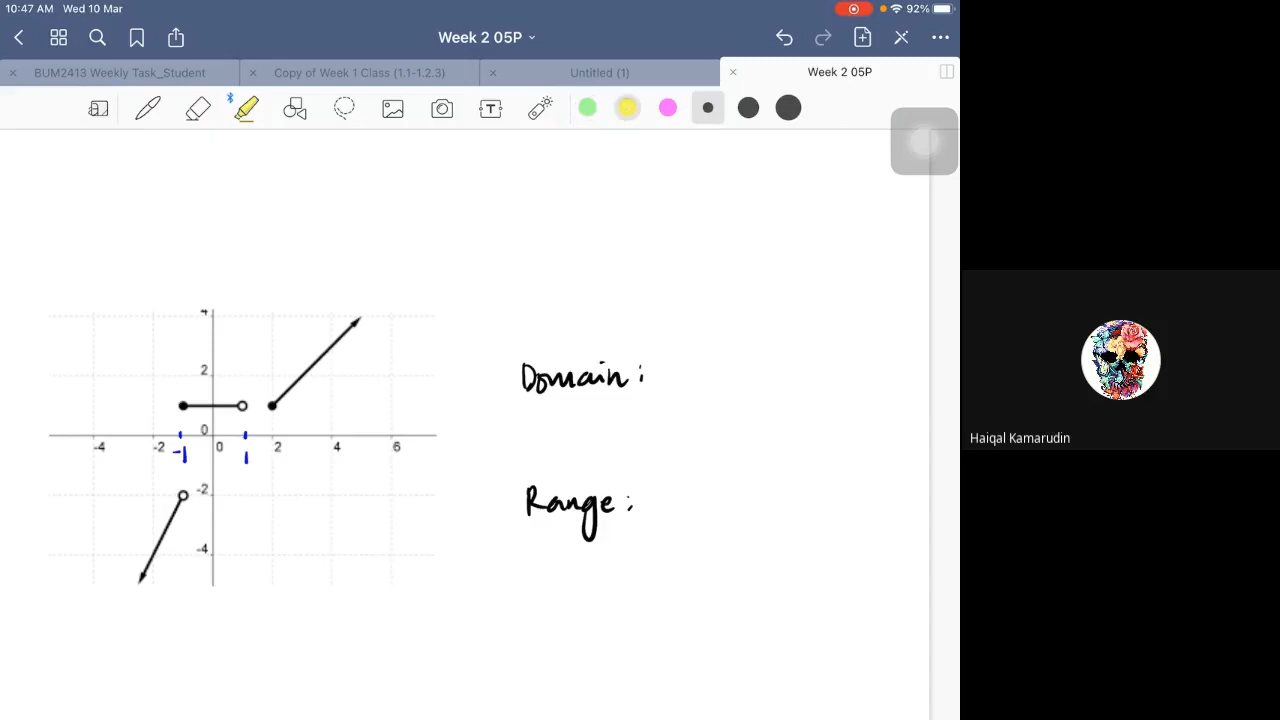 10:47 AM Wed 10 Mar
92%
Week 2 05P
BUM2413 Weekly Task_Student
Copy of Week 1 Class (1.1-1.2.3)
Untitled (1)
Week 2 05P
T
4
2
0
-4 -2 0 2 4 6
-1 1
-2
-4
Domain :
Range :
Haiqal Kamarudin